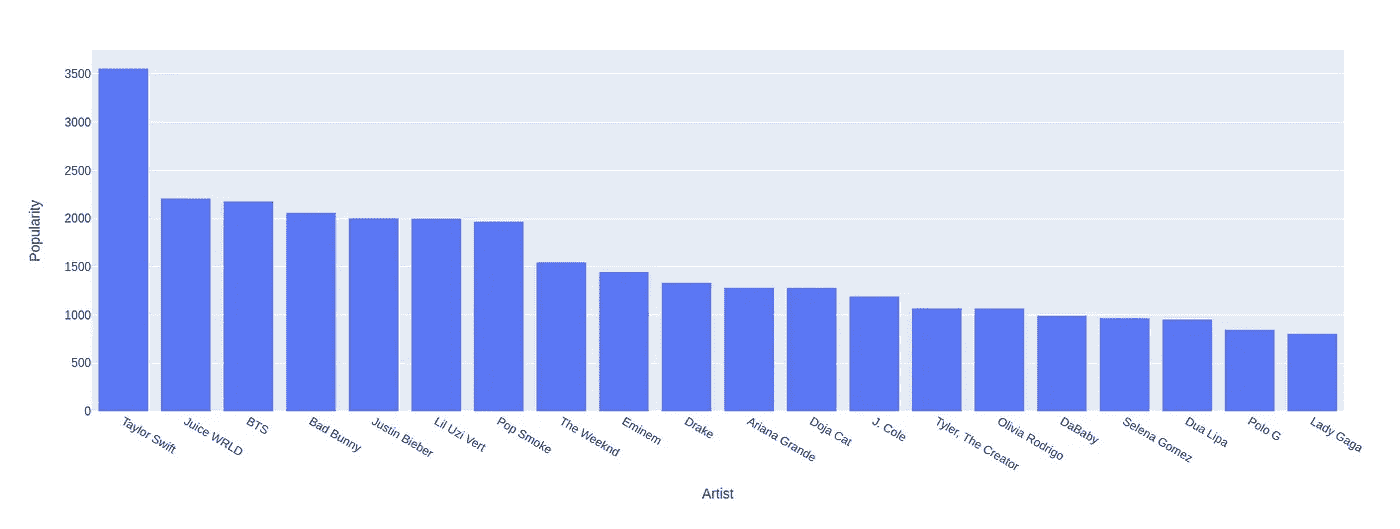 3500
3000
2500
2000
1500
1000
500
0
Popularity
Taylor Swift
Juice WRLD
BTS
Bad Bunny
Justin Bieber
Lil Uzi Vert
Pop Smoke
The Weeknd
Eminem
Drake
Ariana Grande
Doja Cat
J. Cole
Tyler, The Creator
Olivia Rodrigo
DaBaby
Selena Gomez
Dua Lipa
Polo G
Lady Gaga
Artist